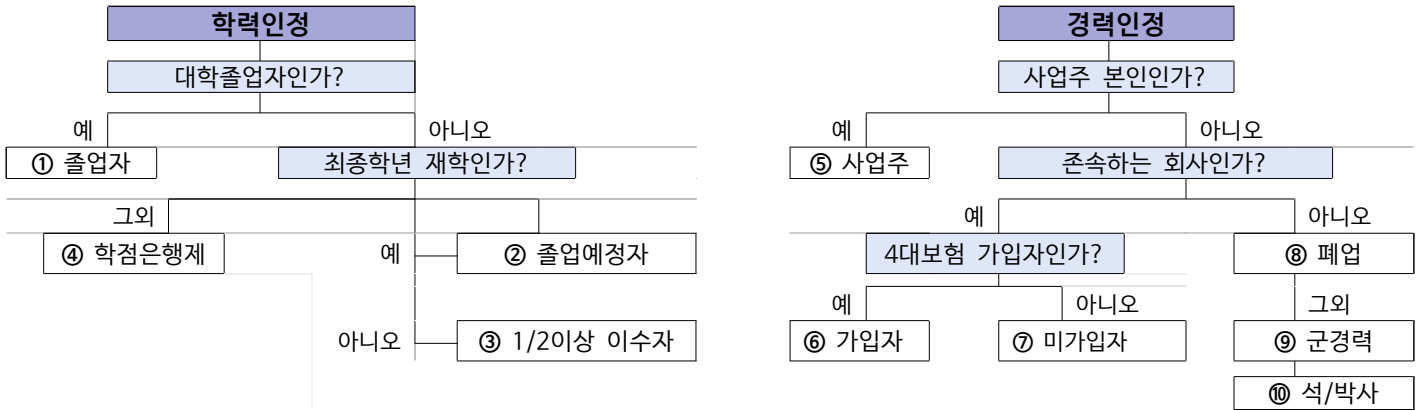 학력인정
대학졸업자인가?
예
아니오
① 졸업자
최종학년 재학인가?
그외
④ 학점은행제
예
② 졸업예정자
아니오
③ 1/2이상 이수자
경력인정
사업주 본인인가?
예
아니오
⑤ 사업주
존속하는 회사인가?
예
아니오
4대보험 가입자인가?
⑧ 폐업
예
아니오
그외
⑥ 가입자
⑦ 미가입자
⑨ 군경력
⑩ 석/박사